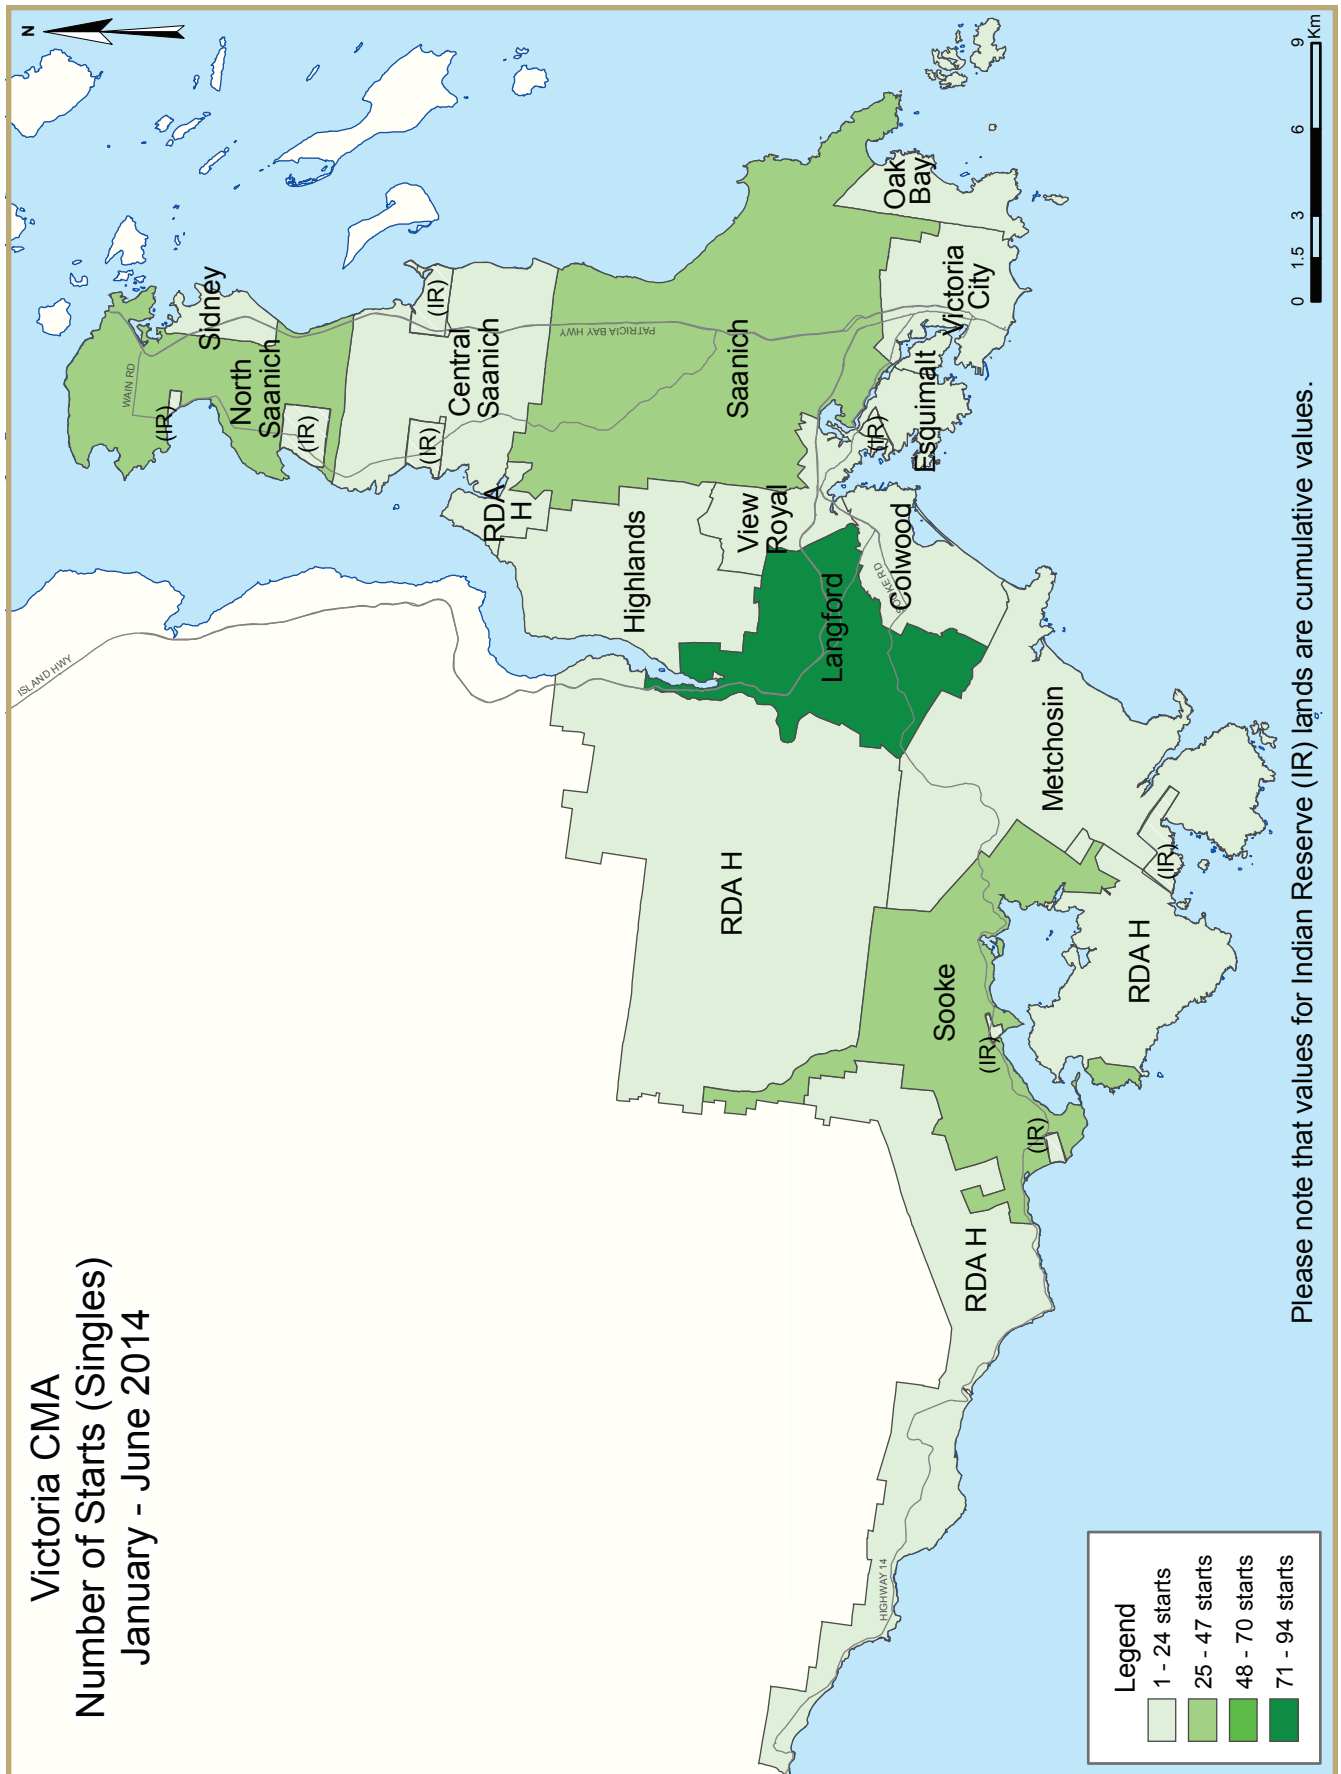 Victoria CMA
Number of Starts (Singles)
January - June 2014
N
ISLAND HWY
WAIN RD
(IR)
North
Saanich
Sidney
(IR)
(IR)
Central
Saanich
(IR)
PATRICIA BAY HWY
RDA
H
Saanich
Highlands
View
Royal
Oak
Bay
Victoria
City
Esquimalt
(IR)
Langford
Colwood
SOOKE RD
Metchosin
(IR)
RDA H
RDA H
Sooke
(IR)
(IR)
RDA H
HIGHWAY 14
Legend
1 - 24 starts
25 - 47 starts
48 - 70 starts
71 - 94 starts
0 1.5 3 6 9
Km
Please note that values for Indian Reserve (IR) lands are cumulative values.